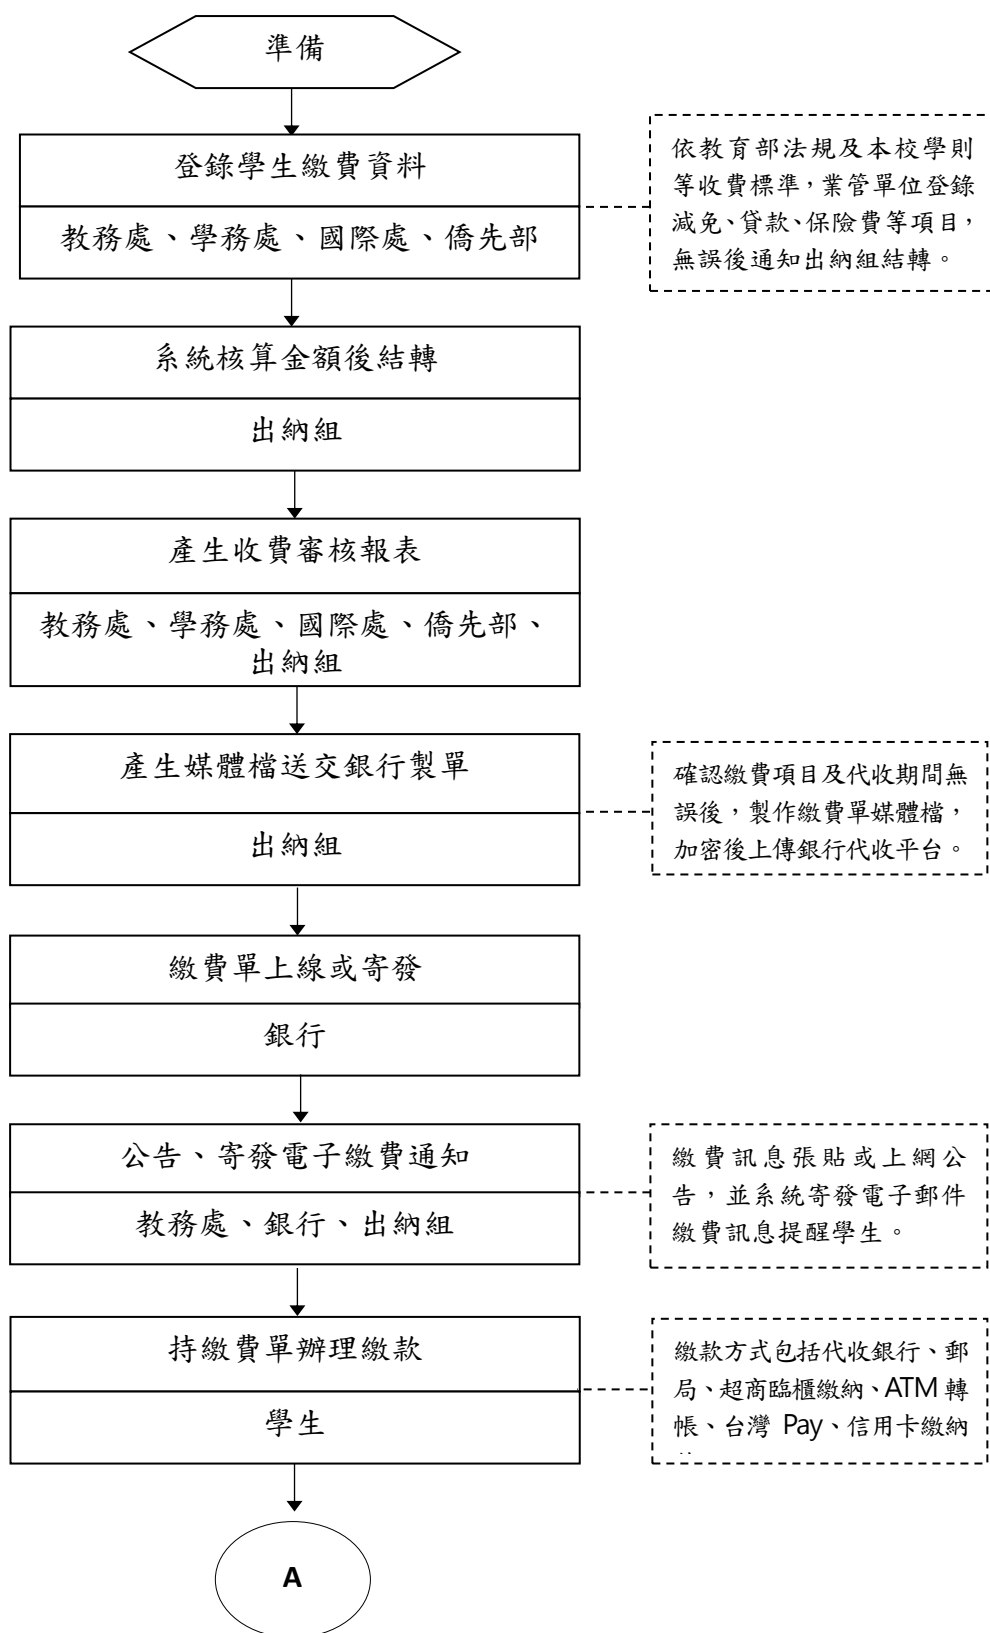 準備
登錄學生繳費資料
教務處、學務處、國際處、僑先部
依教育部法規及本校學則
等收費標準，業管單位登錄
減免、貸款、保險費等項目，
無誤後通知出納組結轉。
系統核算金額後結轉
出納組
產生收費審核報表
教務處、學務處、國際處、僑先部、
出納組
產生媒體檔送交銀行製單
出納組
確認繳費項目及代收期間無
誤後，製作繳費單媒體檔，
加密後上傳銀行代收平台。
繳費單上線或寄發
銀行
公告、寄發電子繳費通知
教務處、銀行、出納組
繳費訊息張貼或上網公
告，並系統寄發電子郵件
繳費訊息提醒學生。
持繳費單辦理繳款
學生
繳款方式包括代收銀行、郵
局、超商臨櫃繳納、ATM 轉
帳、台灣 Pay、信用卡繳納
A